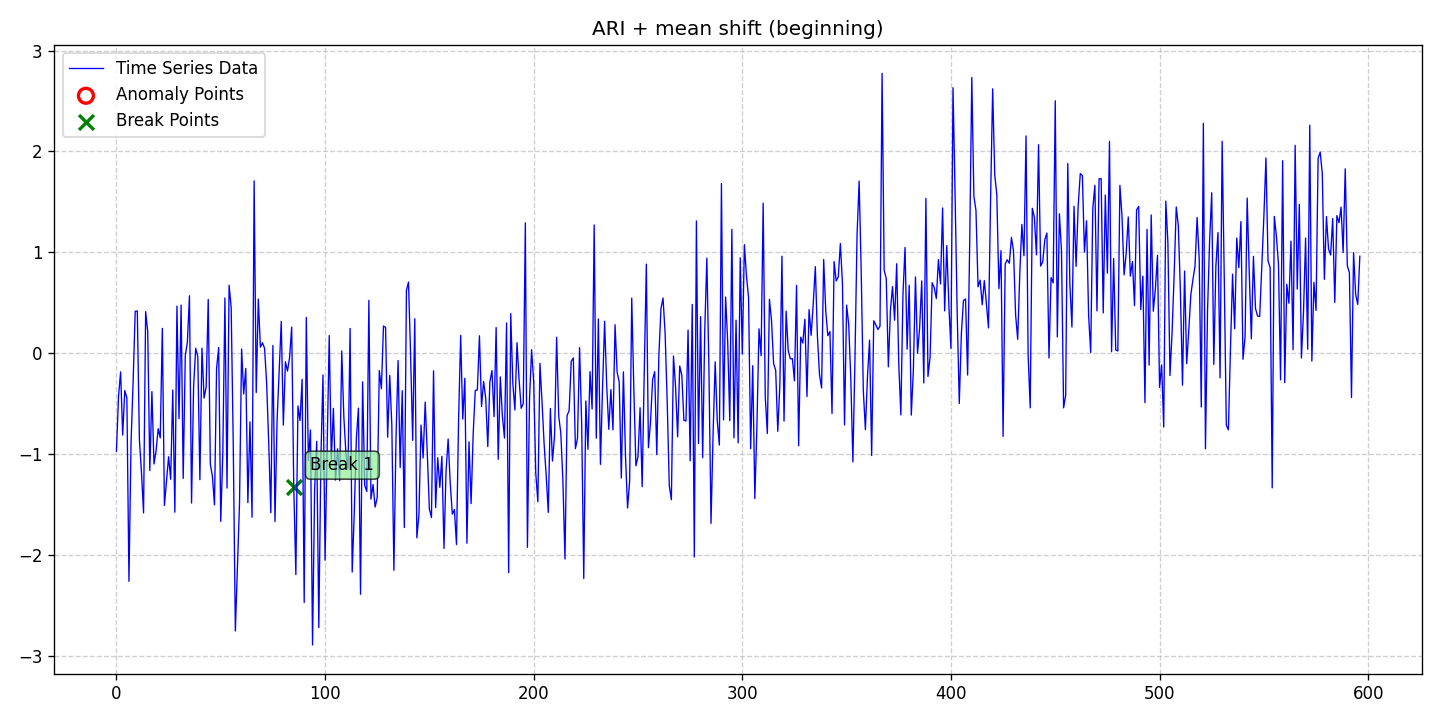 ARI + mean shift (beginning)
3
2
1
0
−1
−2
−3
Time Series Data
Anomaly Points
Break Points
Break 1
0
100
200
300
400
500
600